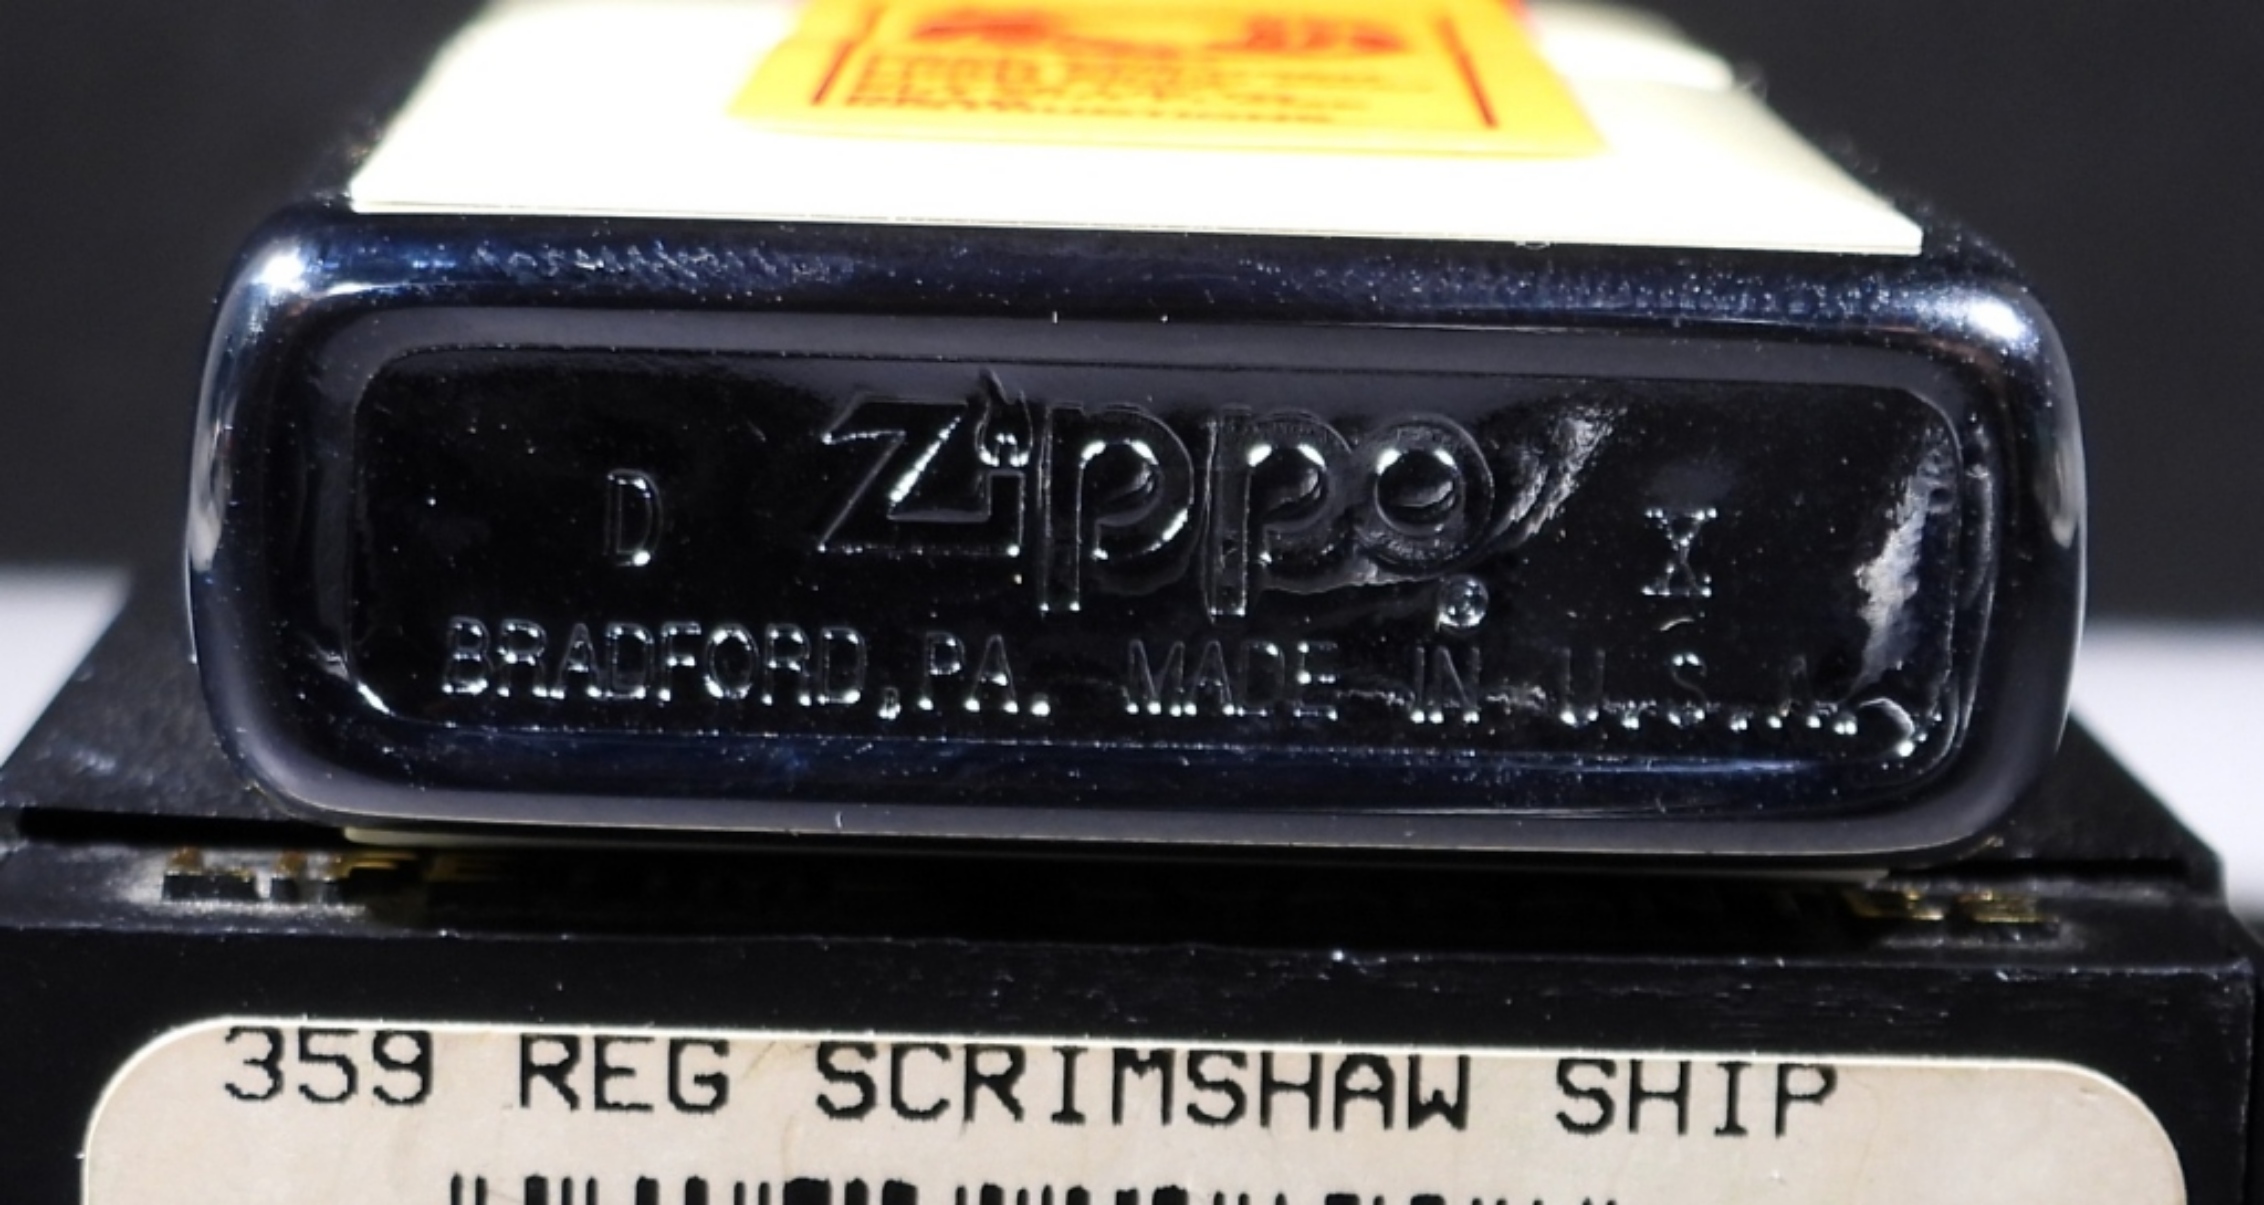 D Zippo ® X
BRADFORD, PA. MADE IN U.S.A.
359 REG SCRIMSHAW SHIP